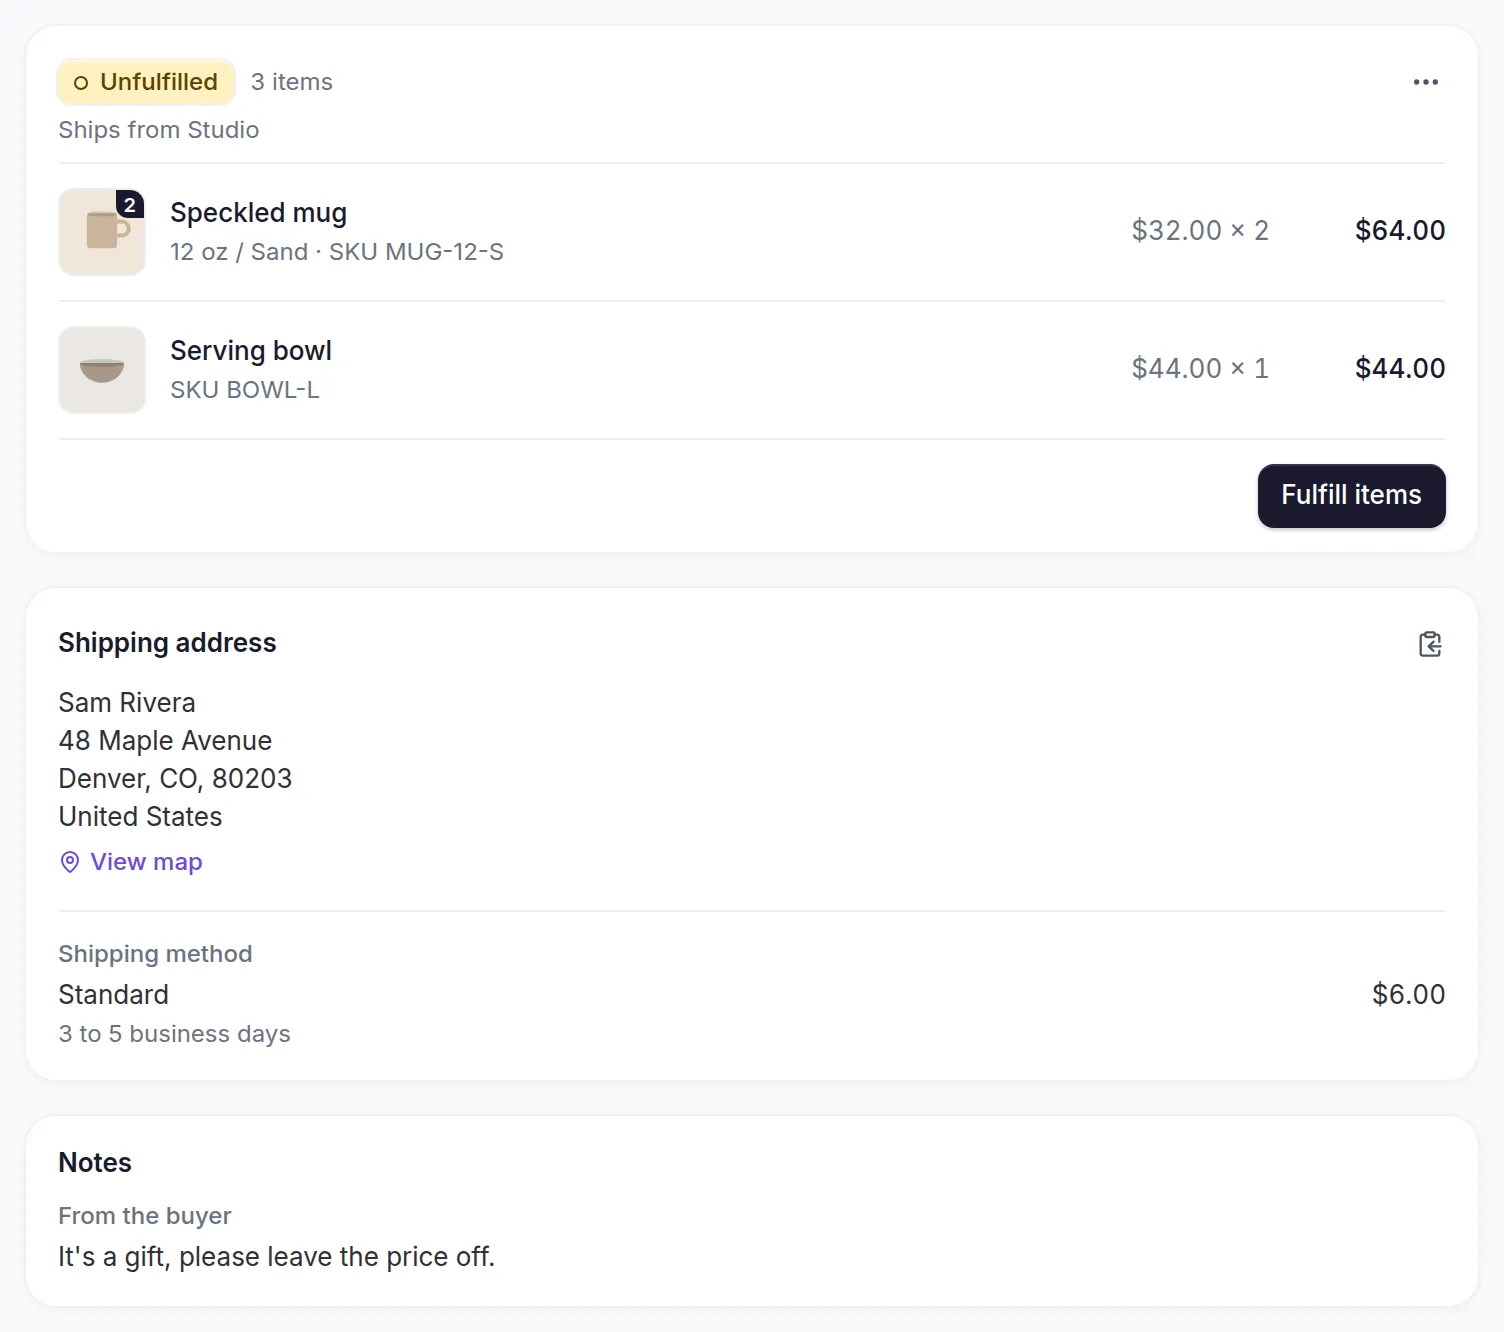 Unfulfilled 3 items
Ships from Studio
2
Speckled mug
12 oz / Sand · SKU MUG-12-S
$32.00 × 2 $64.00
Serving bowl
SKU BOWL-L
$44.00 × 1 $44.00
Fulfill items
Shipping address
Sam Rivera
48 Maple Avenue
Denver, CO, 80203
United States
View map
Shipping method
Standard $6.00
3 to 5 business days
Notes
From the buyer
It's a gift, please leave the price off.